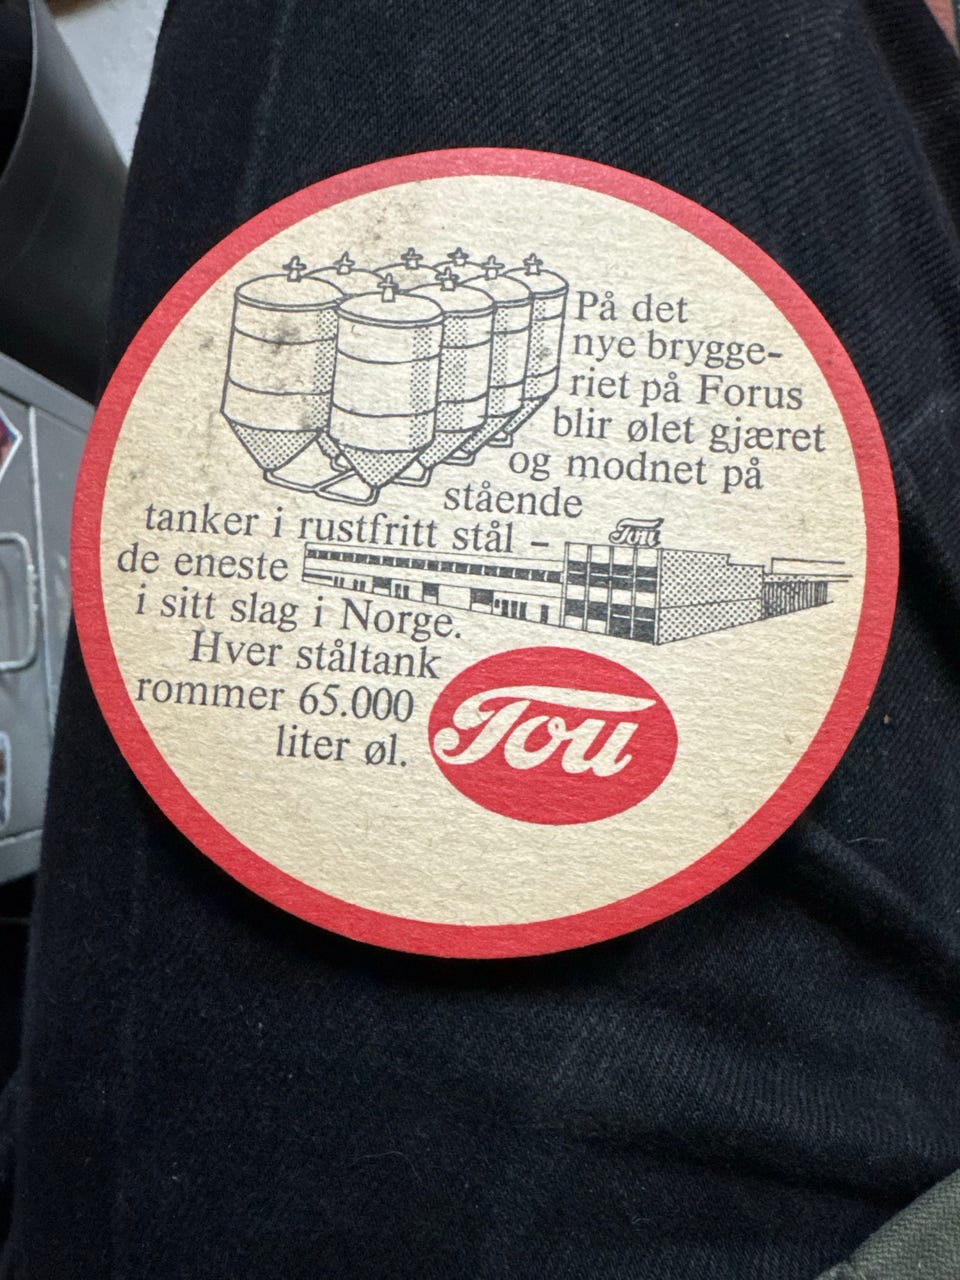 På det
nye brygge-
riet på Forus
blir ølet gjæret
og modnet på
stående
tanker i rustfritt stål –
de eneste
i sitt slag i Norge.
Hver ståltank
rommer 65.000
liter øl.
Tou
Tou